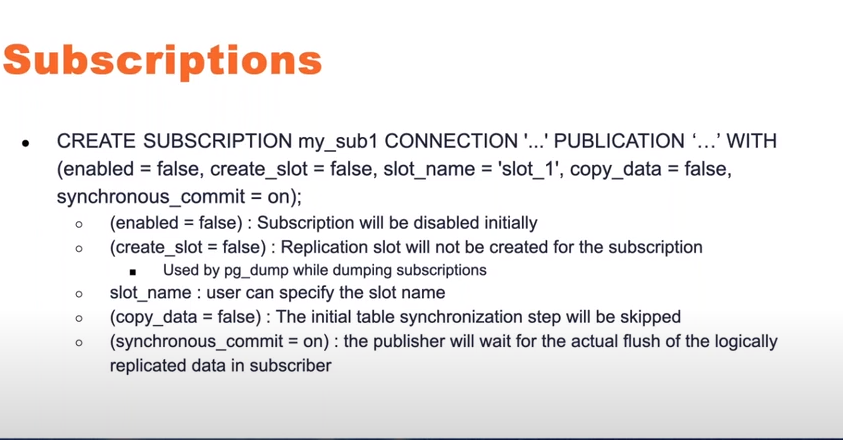 Subscriptions
● CREATE SUBSCRIPTION my_sub1 CONNECTION '...' PUBLICATION ‘…’ WITH
(enabled = false, create_slot = false, slot_name = 'slot_1', copy_data = false,
synchronous_commit = on);
○ (enabled = false) : Subscription will be disabled initially
○ (create_slot = false) : Replication slot will not be created for the subscription
■ Used by pg_dump while dumping subscriptions
○ slot_name : user can specify the slot name
○ (copy_data = false) : The initial table synchronization step will be skipped
○ (synchronous_commit = on) : the publisher will wait for the actual flush of the logically
replicated data in subscriber